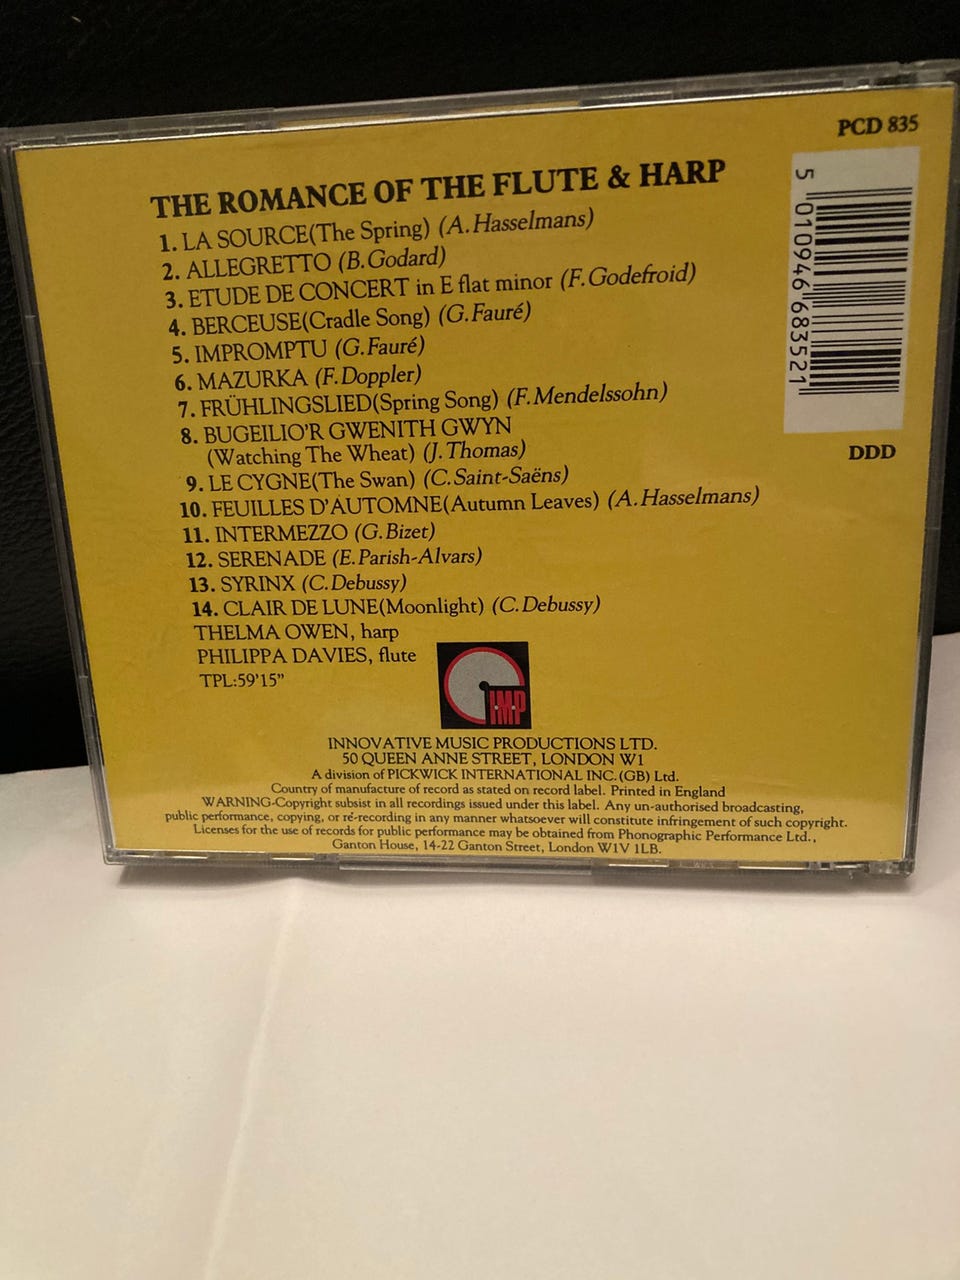 PCD 835
THE ROMANCE OF THE FLUTE & HARP
1. LA SOURCE(The Spring) (A.Hasselmans)
2. ALLEGRETTO (B.Godard)
3. ETUDE DE CONCERT in E flat minor (F.Godefroid)
4. BERCEUSE(Cradle Song) (G.Fauré)
5. IMPROMPTU (G.Fauré)
6. MAZURKA (F.Doppler)
7. FRÜHLINGSLIED(Spring Song) (F.Mendelssohn)
8. BUGEILIO'R GWENITH GWYN
(Watching The Wheat) (J.Thomas)
9. LE CYGNE(The Swan) (C.Saint-Saëns)
10. FEUILLES D'AUTOMNE(Autumn Leaves) (A.Hasselmans)
11. INTERMEZZO (G.Bizet)
12. SERENADE (E.Parish-Alvars)
13. SYRINX (C.Debussy)
14. CLAIR DE LUNE(Moonlight) (C.Debussy)
THELMA OWEN, harp
PHILIPPA DAVIES, flute
TPL:59'15"
5 010946 683521
DDD
IMP
INNOVATIVE MUSIC PRODUCTIONS LTD.
50 QUEEN ANNE STREET, LONDON W1
A division of PICKWICK INTERNATIONAL INC.(GB) Ltd.
Country of manufacture of record as stated on record label. Printed in England
WARNING-Copyright subsist in all recordings issued under this label. Any un-authorised broadcasting,
public performance, copying, or ré-recording in any manner whatsoever will constitute infringement of such copyright.
Licenses for the use of records for public performance may be obtained from Phonographic Performance Ltd.,
Ganton House, 14-22 Ganton Street, London W1V 1LB.